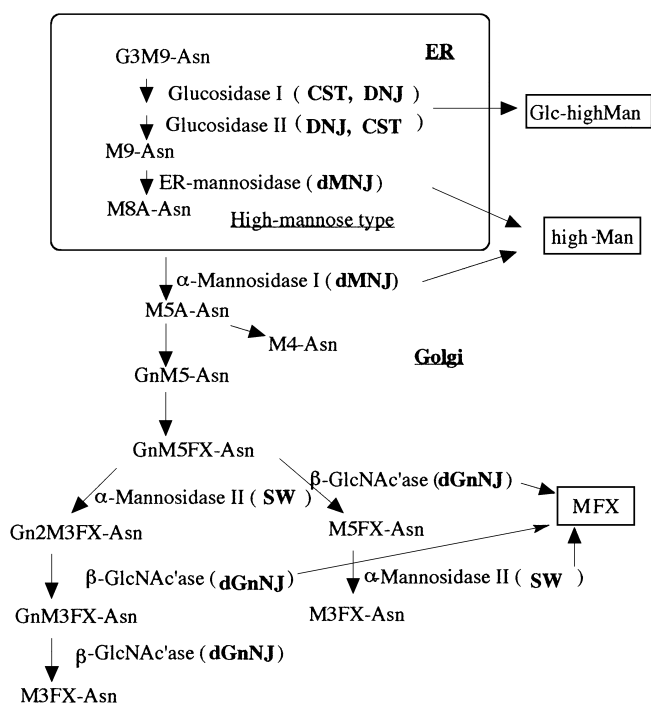 G3M9-Asn
ER
Glucosidase I ( CST, DNJ )
Glc-highMan
Glucosidase II ( DNJ, CST )
M9-Asn
ER-mannosidase (dMNJ)
M8A-Asn
High-mannose type
high-Man
α-Mannosidase I (dMNJ)
M5A-Asn
M4-Asn
Golgi
GnM5-Asn
GnM5FX-Asn
β-GlcNAc'ase (dGnNJ)
α-Mannosidase II ( SW )
MFX
Gn2M3FX-Asn
M5FX-Asn
β-GlcNAc'ase (dGnNJ)
α-Mannosidase II ( SW )
GnM3FX-Asn
M3FX-Asn
β-GlcNAc'ase (dGnNJ)
M3FX-Asn